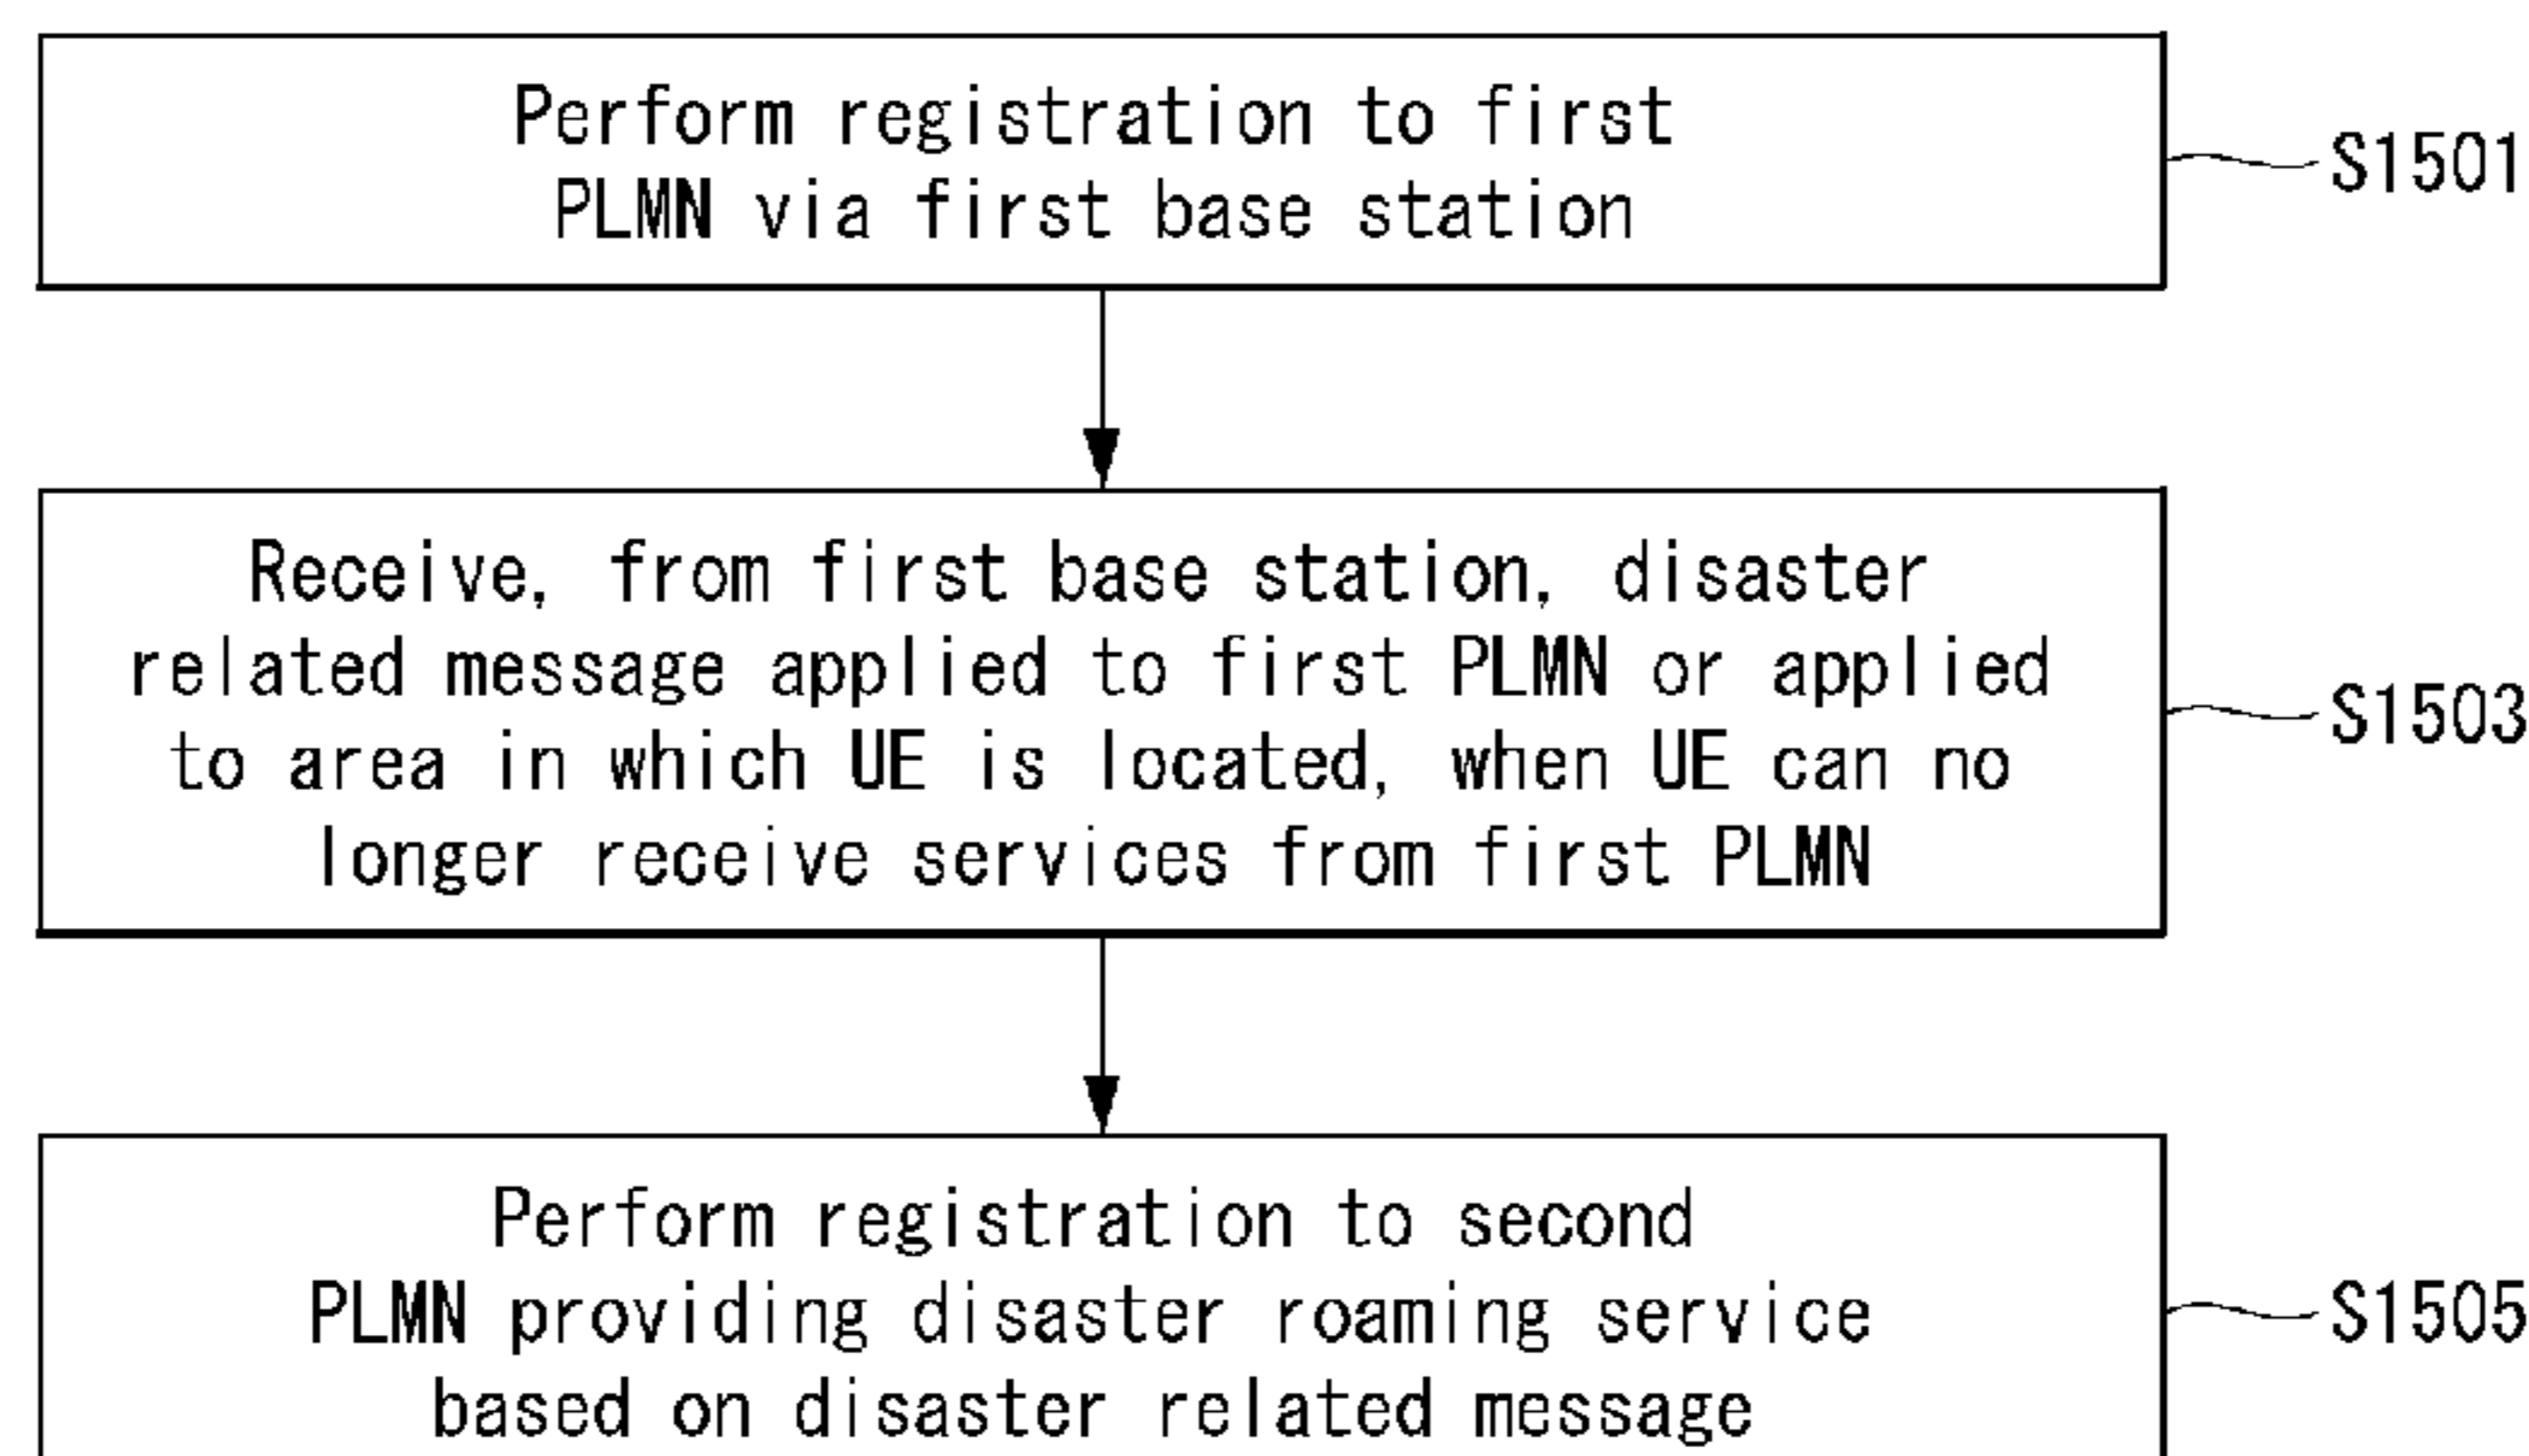 Perform registration to first
PLMN via first base station
S1501
Receive, from first base station, disaster
related message applied to first PLMN or applied
to area in which UE is located, when UE can no
longer receive services from first PLMN
S1503
Perform registration to second
PLMN providing disaster roaming service
based on disaster related message
S1505